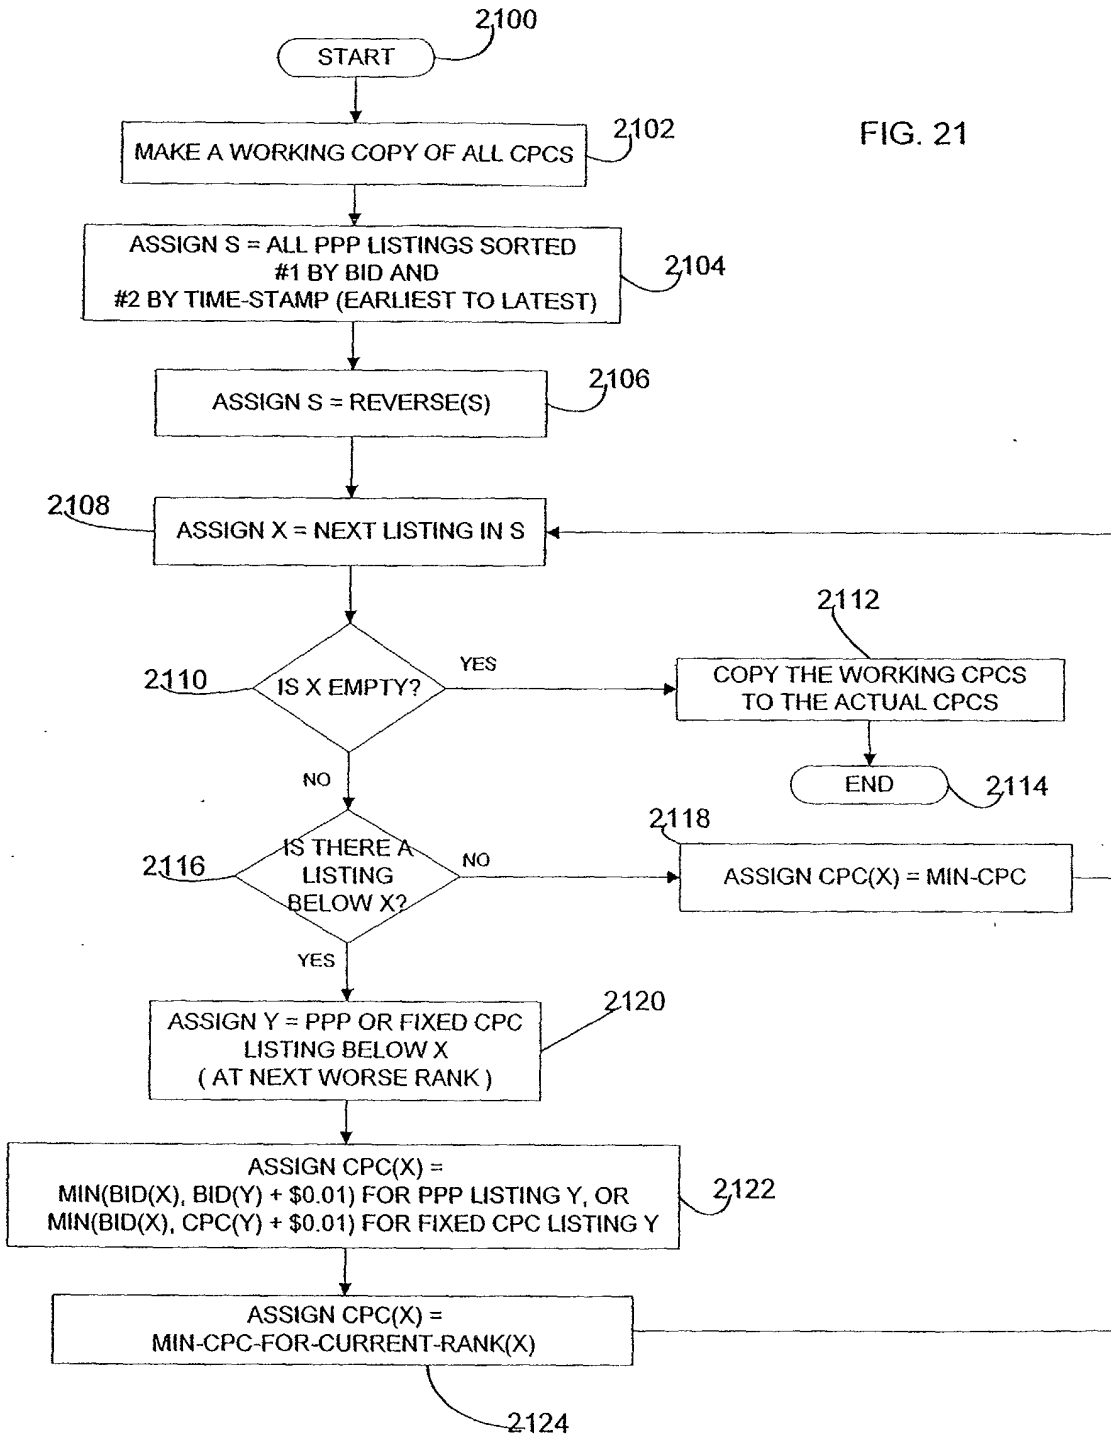 2100
START
FIG. 21
2102
MAKE A WORKING COPY OF ALL CPCS
ASSIGN S = ALL PPP LISTINGS SORTED
#1 BY BID AND
#2 BY TIME-STAMP (EARLIEST TO LATEST)
2104
2106
ASSIGN S = REVERSE(S)
2108
ASSIGN X = NEXT LISTING IN S
2110
IS X EMPTY?
YES
NO
2112
COPY THE WORKING CPCS
TO THE ACTUAL CPCS
END
2114
2116
IS THERE A
LISTING
BELOW X?
NO
YES
2118
ASSIGN CPC(X) = MIN-CPC
2120
ASSIGN Y = PPP OR FIXED CPC
LISTING BELOW X
( AT NEXT WORSE RANK )
ASSIGN CPC(X) =
MIN(BID(X), BID(Y) + $0.01) FOR PPP LISTING Y, OR
MIN(BID(X), CPC(Y) + $0.01) FOR FIXED CPC LISTING Y
2122
ASSIGN CPC(X) =
MIN-CPC-FOR-CURRENT-RANK(X)
2124